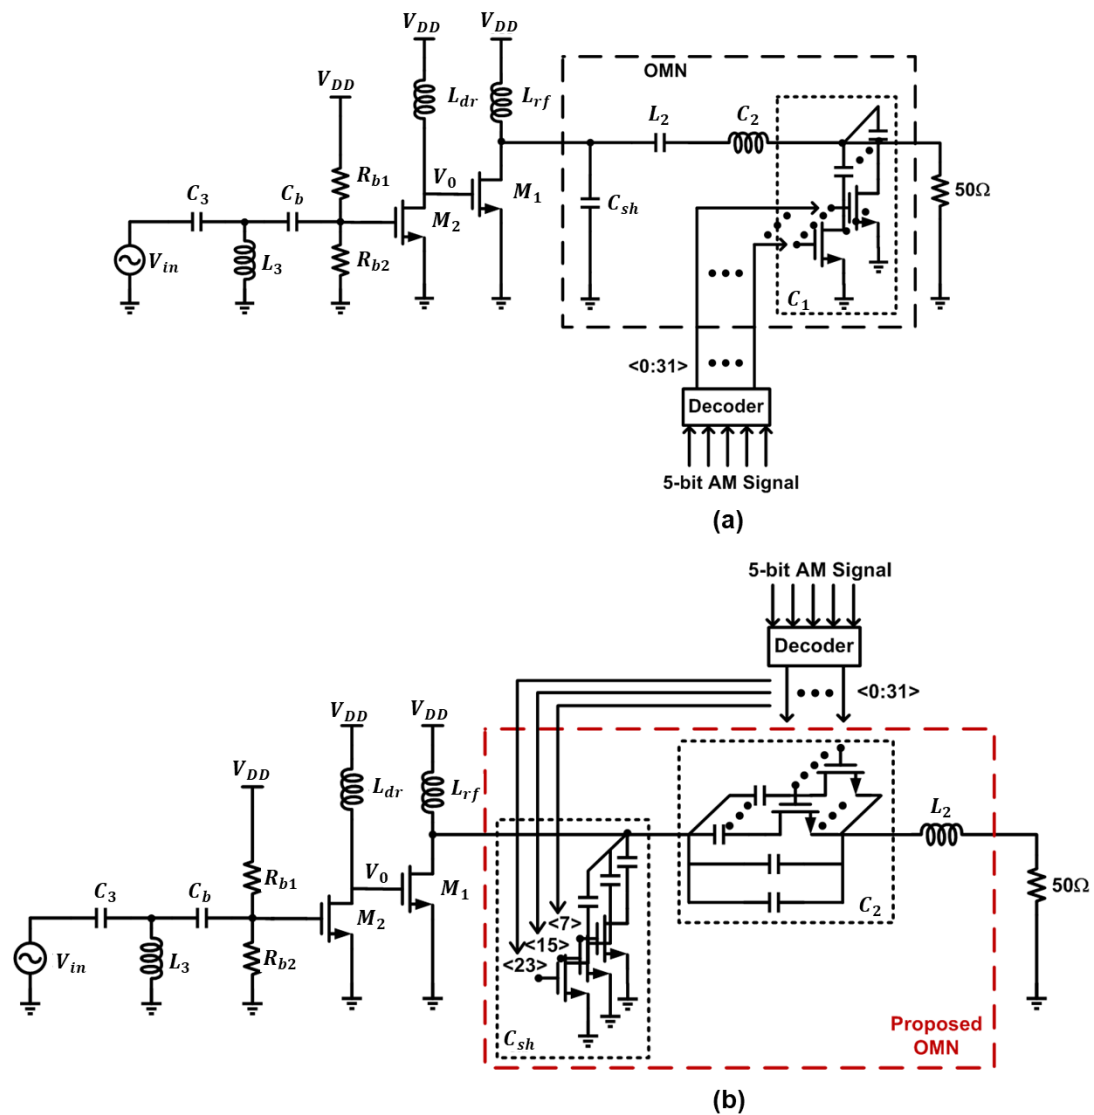 V_DD V_DD
OMN
V_DD L_dr L_rf L_2 C_2
R_b1 V_0
C_3 C_b M_1 50Ω
M_2 C_sh
V_in L_3 R_b2
C_1
<0:31>
Decoder
5-bit AM Signal
(a)
5-bit AM Signal
Decoder
<0:31>
V_DD V_DD
V_DD L_dr L_rf L_2
R_b1 V_0
C_3 C_b M_1 <7> C_2 50Ω
M_2 <15>
V_in L_3 R_b2 <23>
C_sh
Proposed
OMN
(b)